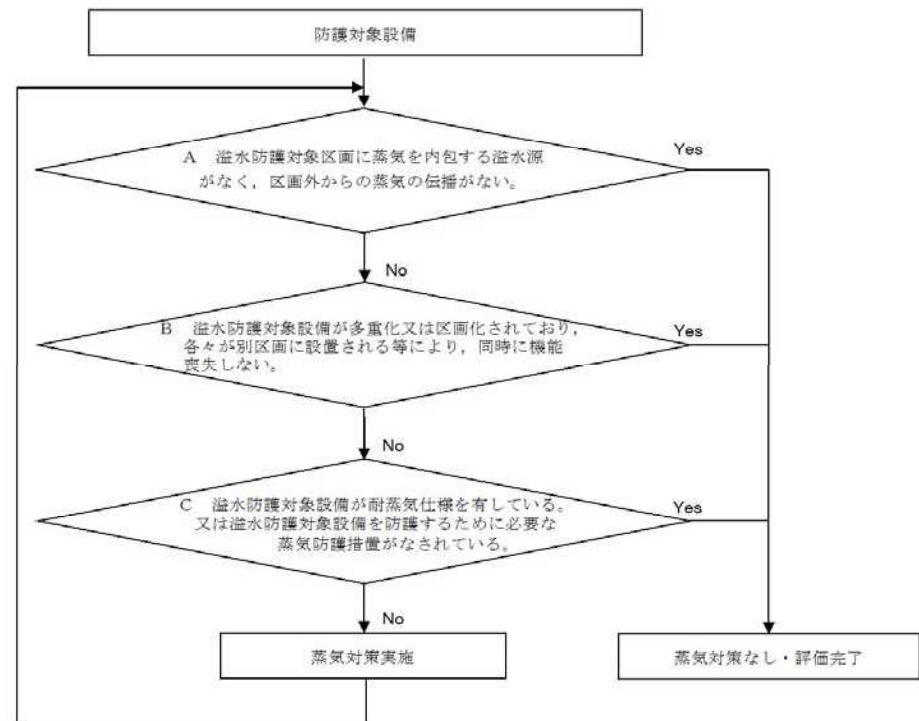 防護対象設備
A　溢水防護対象区画に蒸気を内包する溢水源
がなく，区画外からの蒸気の伝播がない。
Yes
No
B　溢水防護対象設備が多重化又は区画化されており，
各々が別区画に設置される等により，同時に機能
喪失しない。
Yes
No
C　溢水防護対象設備が耐蒸気仕様を有している。
又は溢水防護対象設備を防護するために必要な
蒸気防護措置がなされている。
Yes
No
蒸気対策実施
蒸気対策なし・評価完了